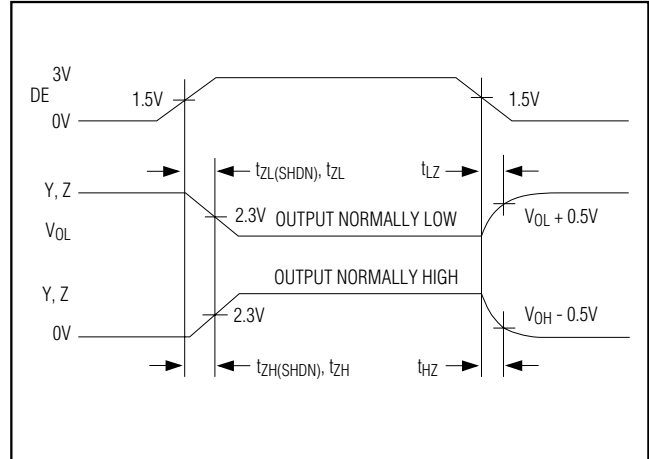 3V
DE
1.5V
1.5V
0V
tZL(SHDN), tZL
tLZ
Y, Z
2.3V
OUTPUT NORMALLY LOW
VOL + 0.5V
VOL
OUTPUT NORMALLY HIGH
Y, Z
2.3V
VOH - 0.5V
0V
tZH(SHDN), tZH
tHZ